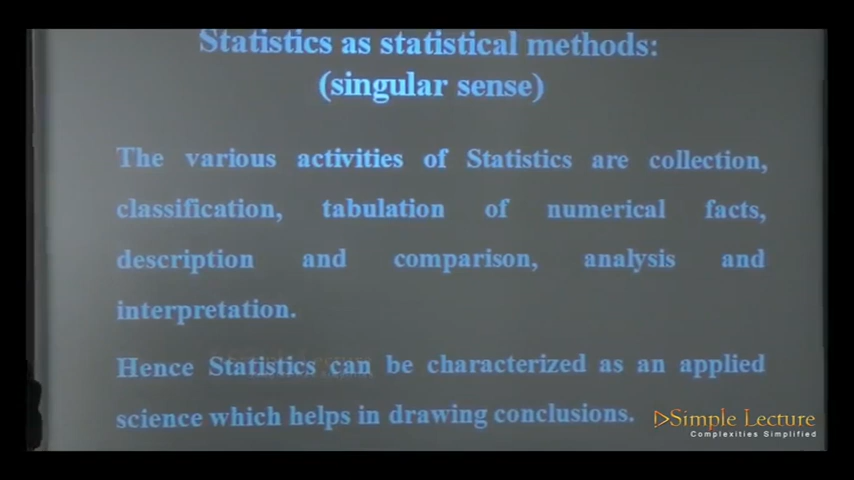 Statistics as statistical methods:
(singular sense)
The various activities of Statistics are collection,
classification, tabulation of numerical facts,
description and comparison, analysis and
interpretation.
Hence Statistics can be characterized as an applied
science which helps in drawing conclusions.
Simple Lecture
Complexities Simplified